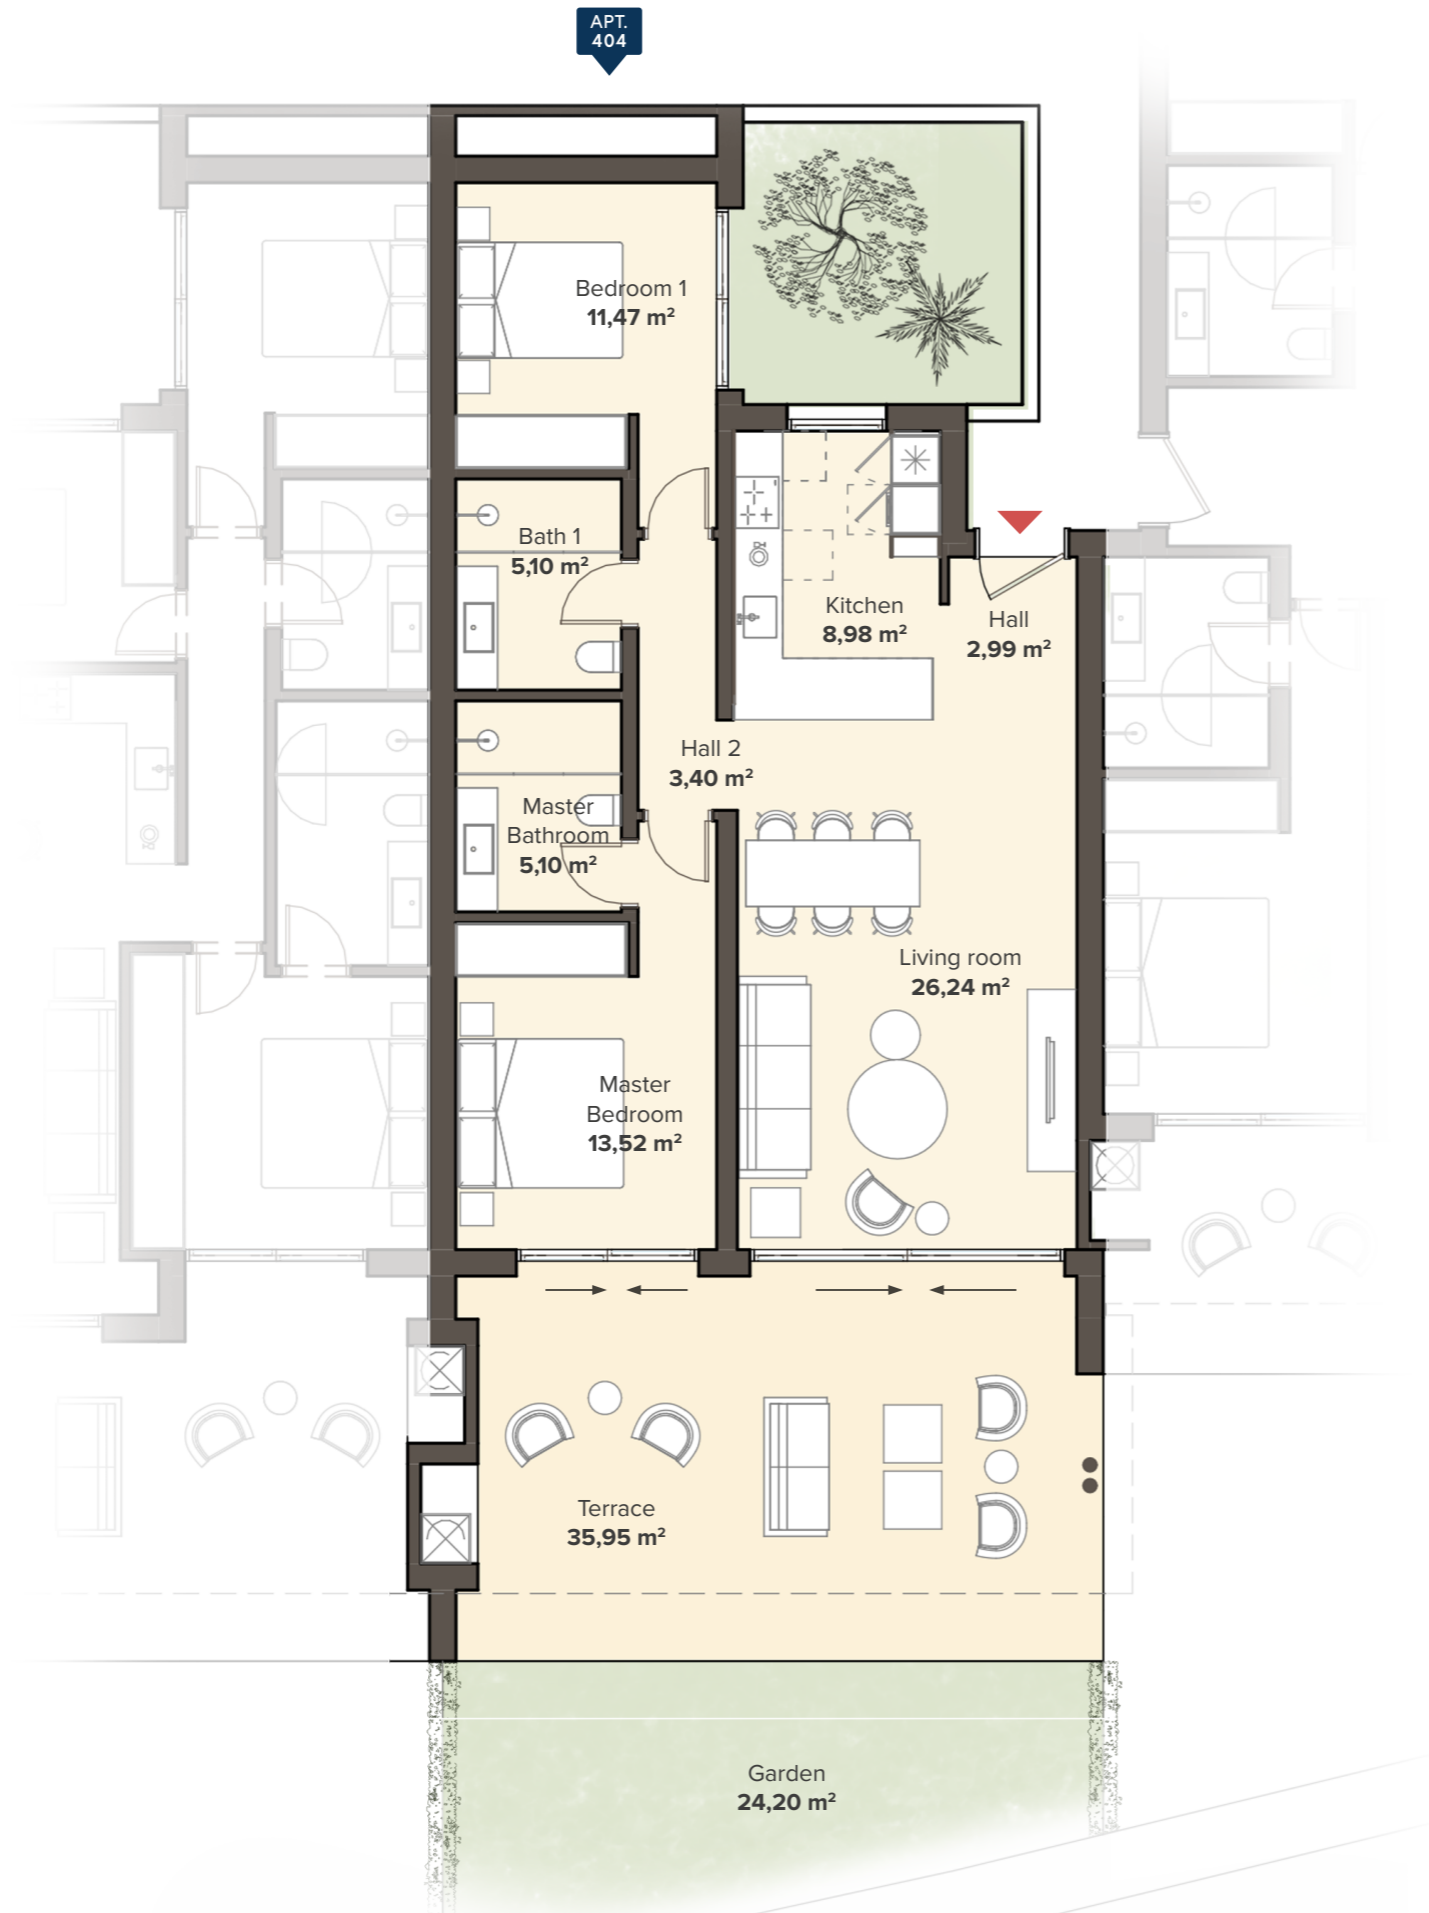 APT.
404
Bedroom 1
11,47 m²
Bath 1
5,10 m²
Kitchen
8,98 m²
Hall
2,99 m²
Hall 2
3,40 m²
Master
Bathroom
5,10 m²
Living room
26,24 m²
Master
Bedroom
13,52 m²
Terrace
35,95 m²
Garden
24,20 m²